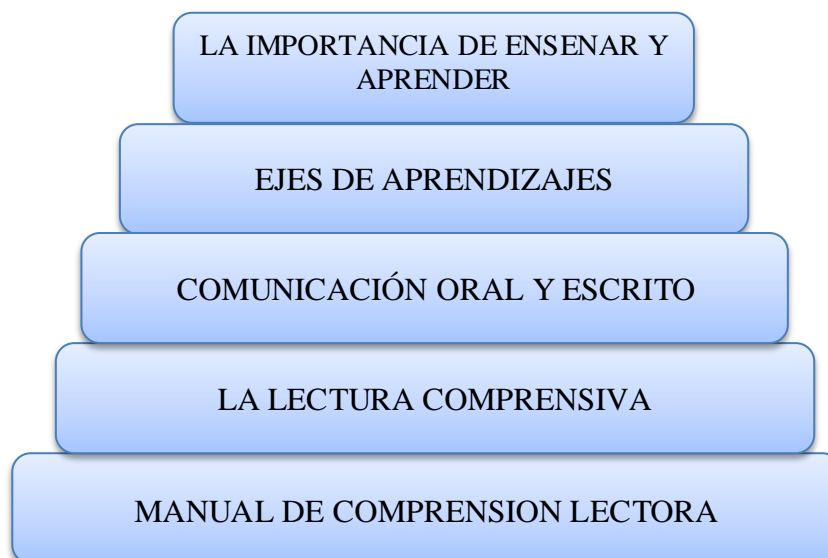 LA IMPORTANCIA DE ENSENAR Y
APRENDER
EJES DE APRENDIZAJES
COMUNICACIÓN ORAL Y ESCRITO
LA LECTURA COMPRENSIVA
MANUAL DE COMPRENSION LECTORA